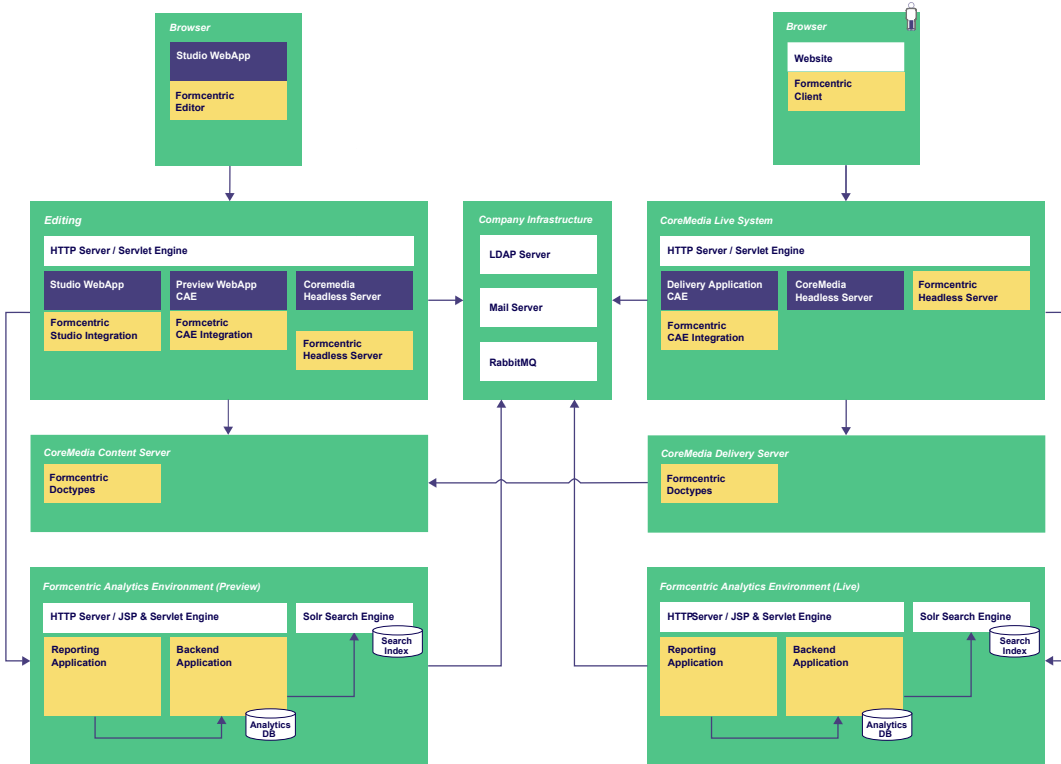 Browser
Studio WebApp
Formcentric
Editor
Browser
Website
Formcentric
Client
Editing
HTTP Server / Servlet Engine
Studio WebApp
Formcentric
Studio Integration
Preview WebApp
CAE
Formcetric
CAE Integration
Coremedia
Headless Server
Formcentric
Headless Server
Company Infrastructure
LDAP Server
Mail Server
RabbitMQ
CoreMedia Live System
HTTP Server / Servlet Engine
Delivery Application
CAE
Formcentric
CAE Integration
CoreMedia
Headless Server
Formcentric
Headless Server
CoreMedia Content Server
Formcentric
Doctypes
CoreMedia Delivery Server
Formcentric
Doctypes
Formcentric Analytics Environment (Preview)
HTTP Server / JSP & Servlet Engine
Solr Search Engine
Search
Index
Reporting
Application
Backend
Application
Analytics
DB
Formcentric Analytics Environment (Live)
HTTPServer / JSP & Servlet Engine
Solr Search Engine
Search
Index
Reporting
Application
Backend
Application
Analytics
DB